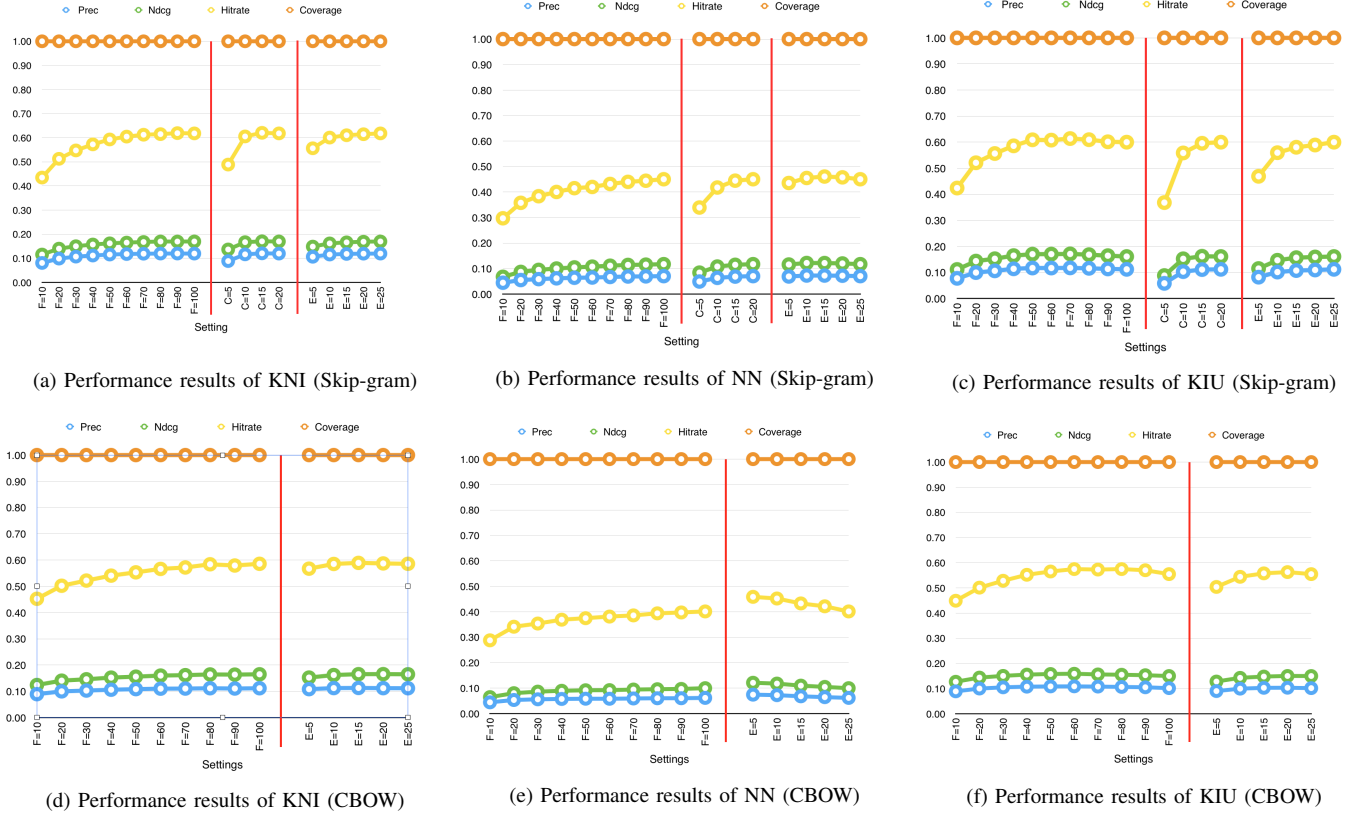 Prec Ndcg Hitrate Coverage
1.00
0.90
0.80
0.70
0.60
0.50
0.40
0.30
0.20
0.10
0.00
F=10 F=20 F=30 F=40 F=50 F=60 F=70 F=80 F=90 F=100 C=5 C=10 C=15 C=20 E=5 E=10 E=15 E=20 E=25
Setting
(a) Performance results of KNI (Skip-gram)
Prec Ndcg Hitrate Coverage
1.00
0.90
0.80
0.70
0.60
0.50
0.40
0.30
0.20
0.10
0.00
F=10 F=20 F=30 F=40 F=50 F=60 F=70 F=80 F=90 F=100 C=5 C=10 C=15 C=20 E=5 E=10 E=15 E=20 E=25
Setting
(b) Performance results of NN (Skip-gram)
Prec Ndcg Hitrate Coverage
1.00
0.90
0.80
0.70
0.60
0.50
0.40
0.30
0.20
0.10
0.00
F=10 F=20 F=30 F=40 F=50 F=60 F=70 F=80 F=90 F=100 C=5 C=10 C=15 C=20 E=5 E=10 E=15 E=20 E=25
Settings
(c) Performance results of KIU (Skip-gram)
Prec Ndcg Hitrate Coverage
1.00
0.90
0.80
0.70
0.60
0.50
0.40
0.30
0.20
0.10
0.00
F=10 F=20 F=30 F=40 F=50 F=60 F=70 F=80 F=90 F=100 E=5 E=10 E=15 E=20 E=25
Settings
(d) Performance results of KNI (CBOW)
Prec Ndcg Hitrate Coverage
1.00
0.90
0.80
0.70
0.60
0.50
0.40
0.30
0.20
0.10
0.00
F=10 F=20 F=30 F=40 F=50 F=60 F=70 F=80 F=90 F=100 E=5 E=10 E=15 E=20 E=25
Settings
(e) Performance results of NN (CBOW)
Prec Ndcg Hitrate Coverage
1.00
0.90
0.80
0.70
0.60
0.50
0.40
0.30
0.20
0.10
0.00
F=10 F=20 F=30 F=40 F=50 F=60 F=70 F=80 F=90 F=100 E=5 E=10 E=15 E=20 E=25
Settings
(f) Performance results of KIU (CBOW)